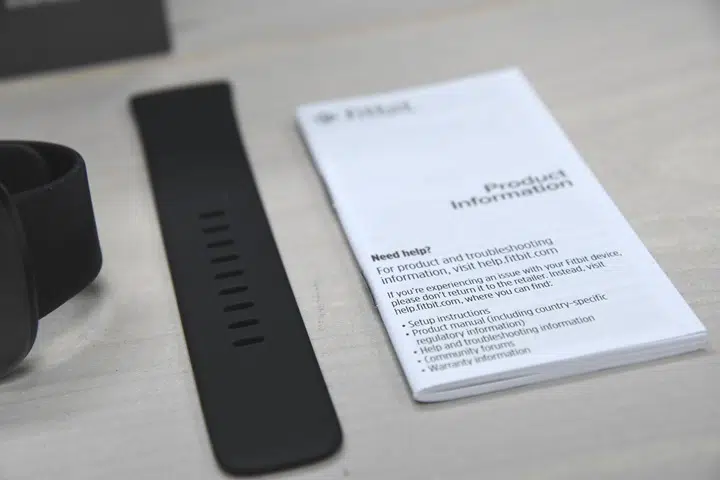 fitbit
Product
Information
Need help?
For product and troubleshooting
information, visit help.fitbit.com
If you're experiencing an issue with your Fitbit device,
please don't return it to the retailer. Instead, visit
help.fitbit.com, where you can find:
• Setup instructions
• Product manual (including country-specific
regulatory information)
• Help and troubleshooting information
• Community forums
• Warranty information